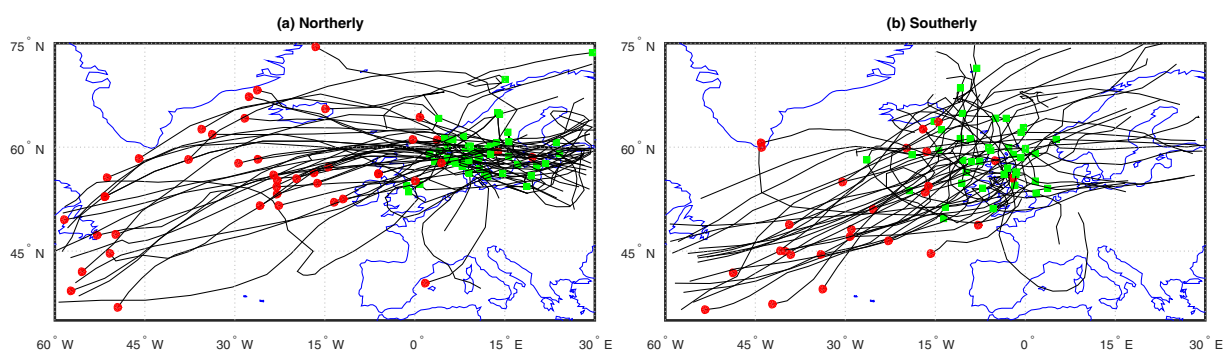 (a) Northerly
(b) Southerly
75° N
60° N
45° N
60° W
45° W
30° W
15° W
0°
15° E
30° E
75° N
60° N
45° N
60° W
45° W
30° W
15° W
0°
15° E
30° E